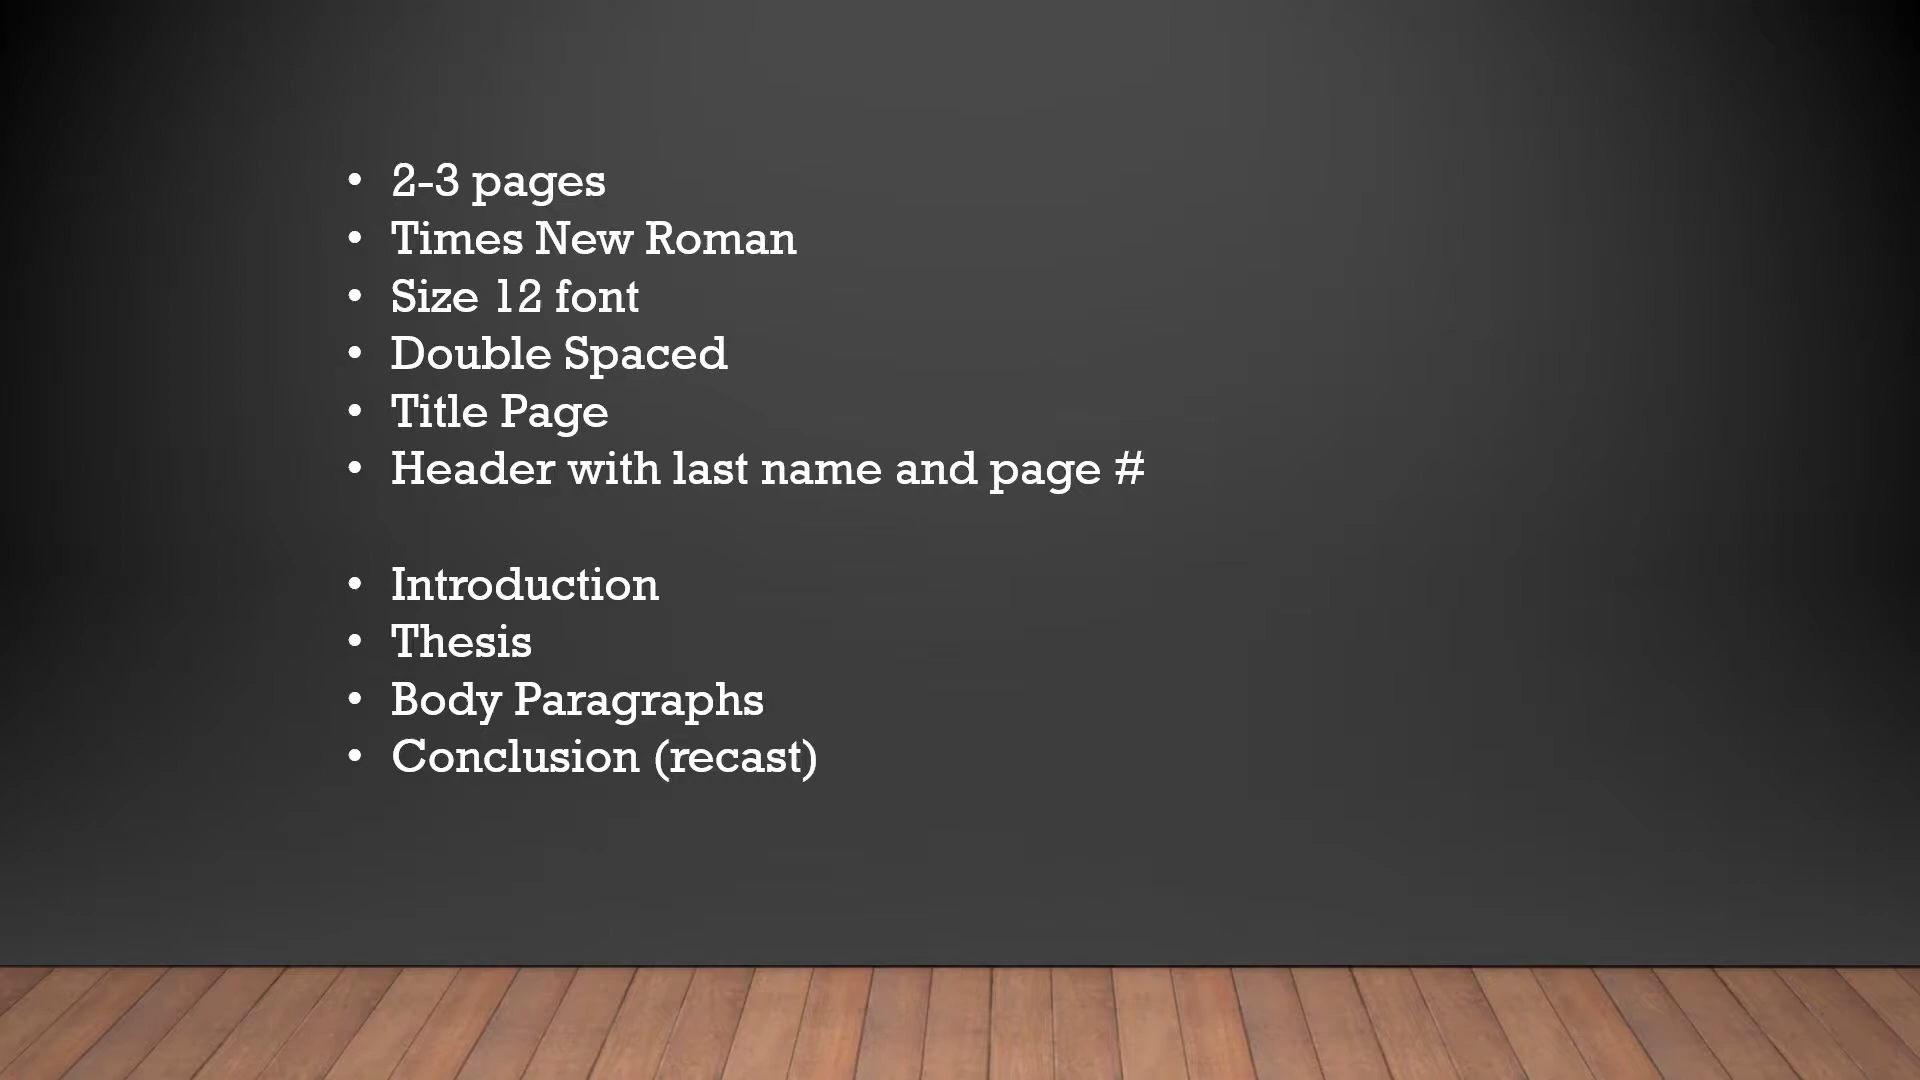 • 2-3 pages
• Times New Roman
• Size 12 font
• Double Spaced
• Title Page
• Header with last name and page #
• Introduction
• Thesis
• Body Paragraphs
• Conclusion (recast)